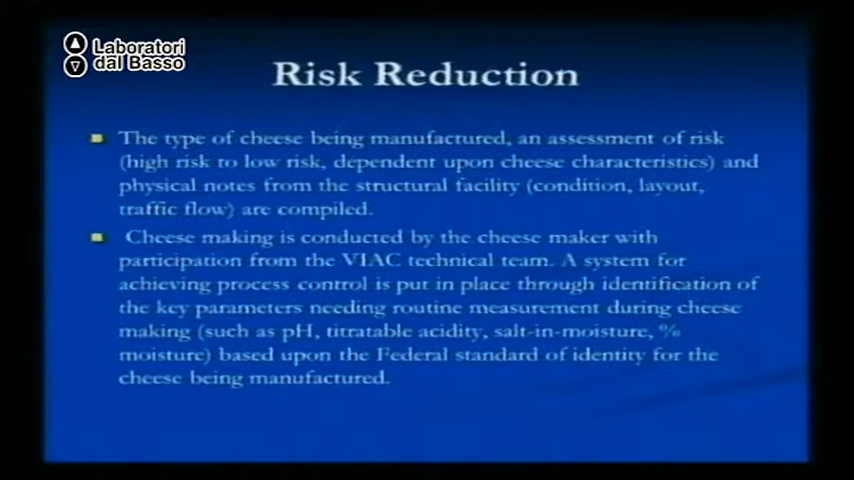 Laboratori
dal Basso
Risk Reduction
The type of cheese being manufactured, an assessment of risk
(high risk to low risk, dependent upon cheese characteristics) and
physical notes from the structural facility (condition, layout,
traffic flow) are compiled.
Cheese making is conducted by the cheese maker with
participation from the VIAC technical team. A system for
achieving process control is put in place through identification of
the key parameters needing routine measurement during cheese
making (such as pH, titratable acidity, salt-in-moisture, %
moisture) based upon the Federal standard of identity for the
cheese being manufactured.